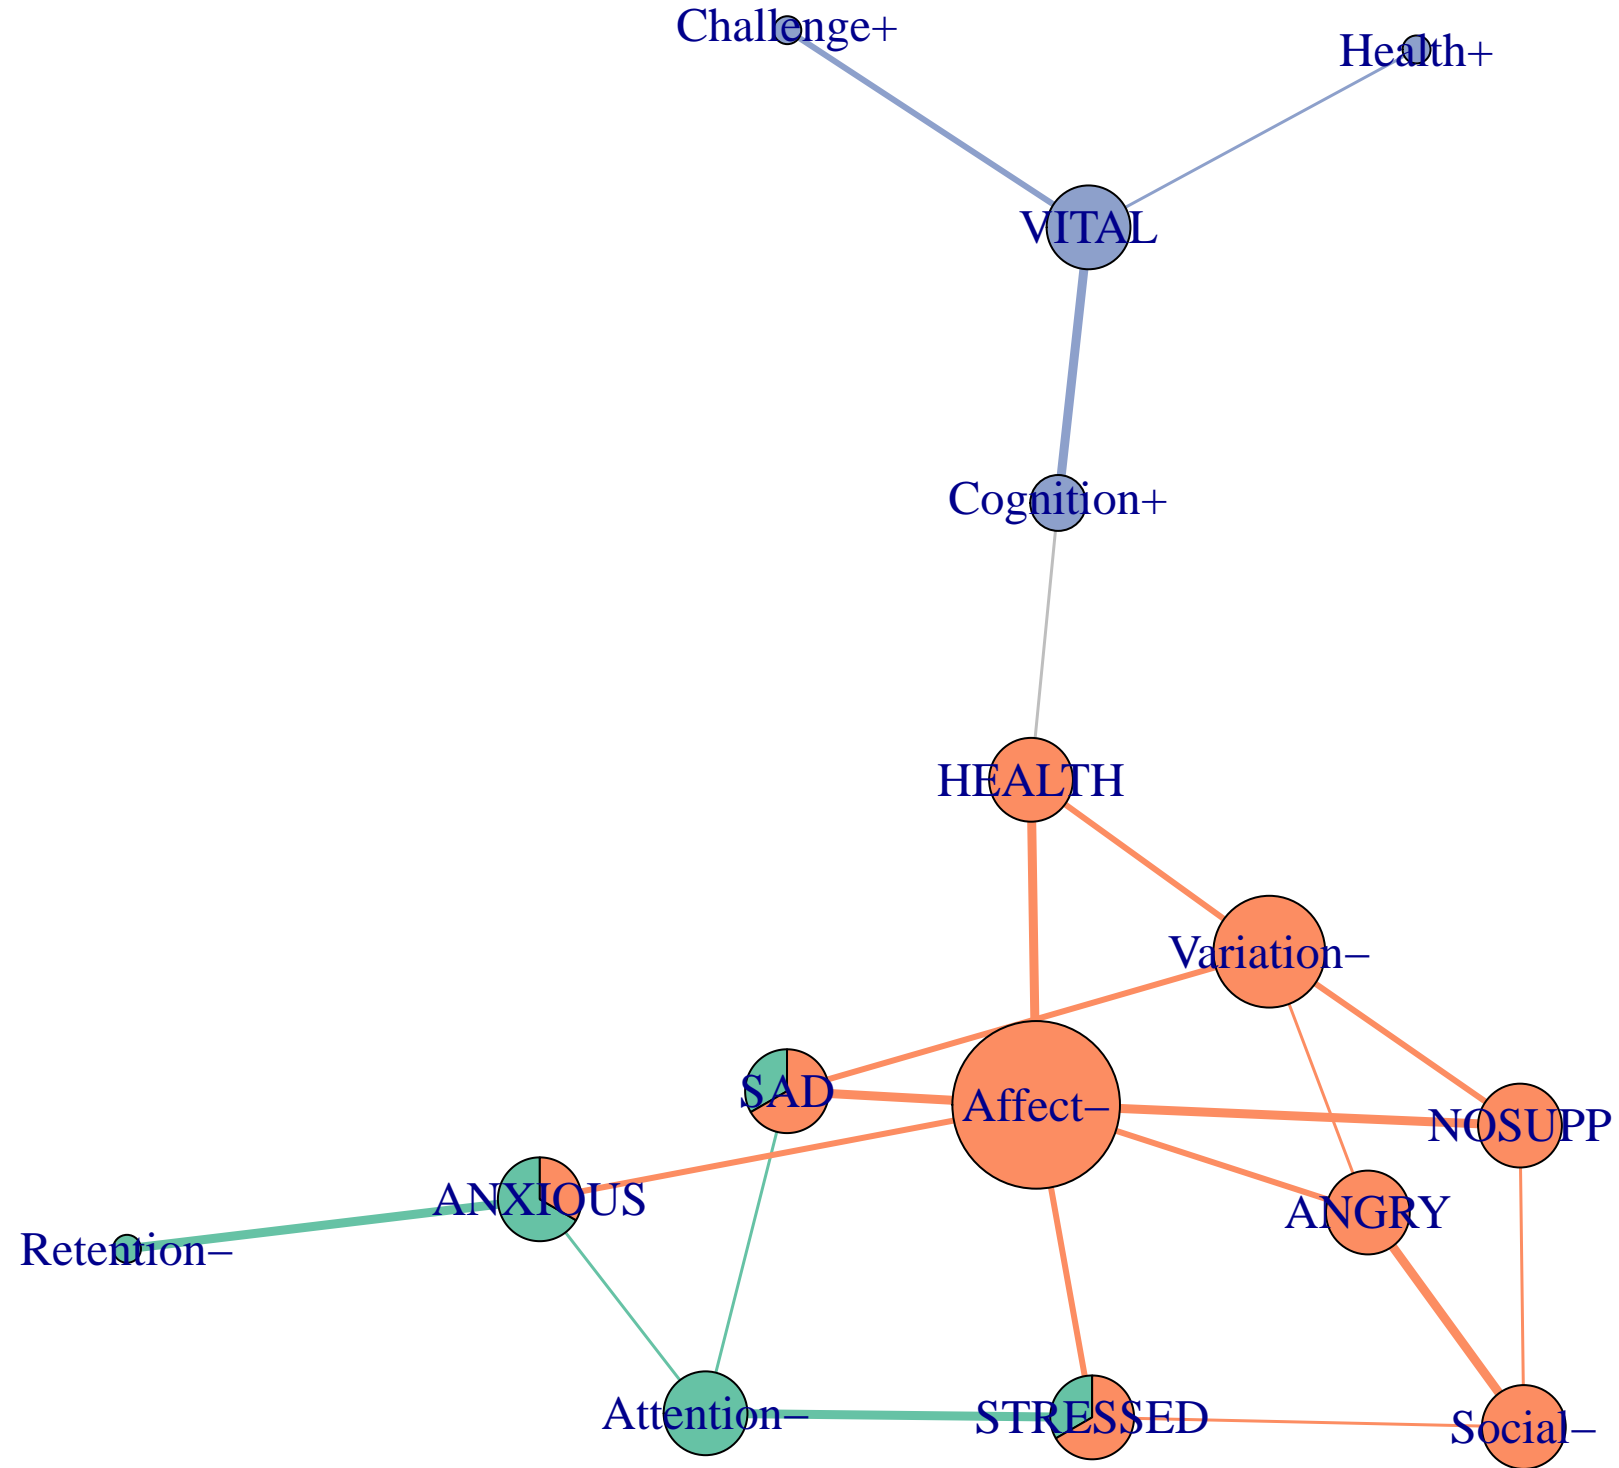 Challenge+
Health+
VITAL
Cognition+
HEALTH
Variation–
SAD
Affect–
NOSUPP
ANXIOUS
ANGRY
Retention–
Attention–
STRESSED
Social–